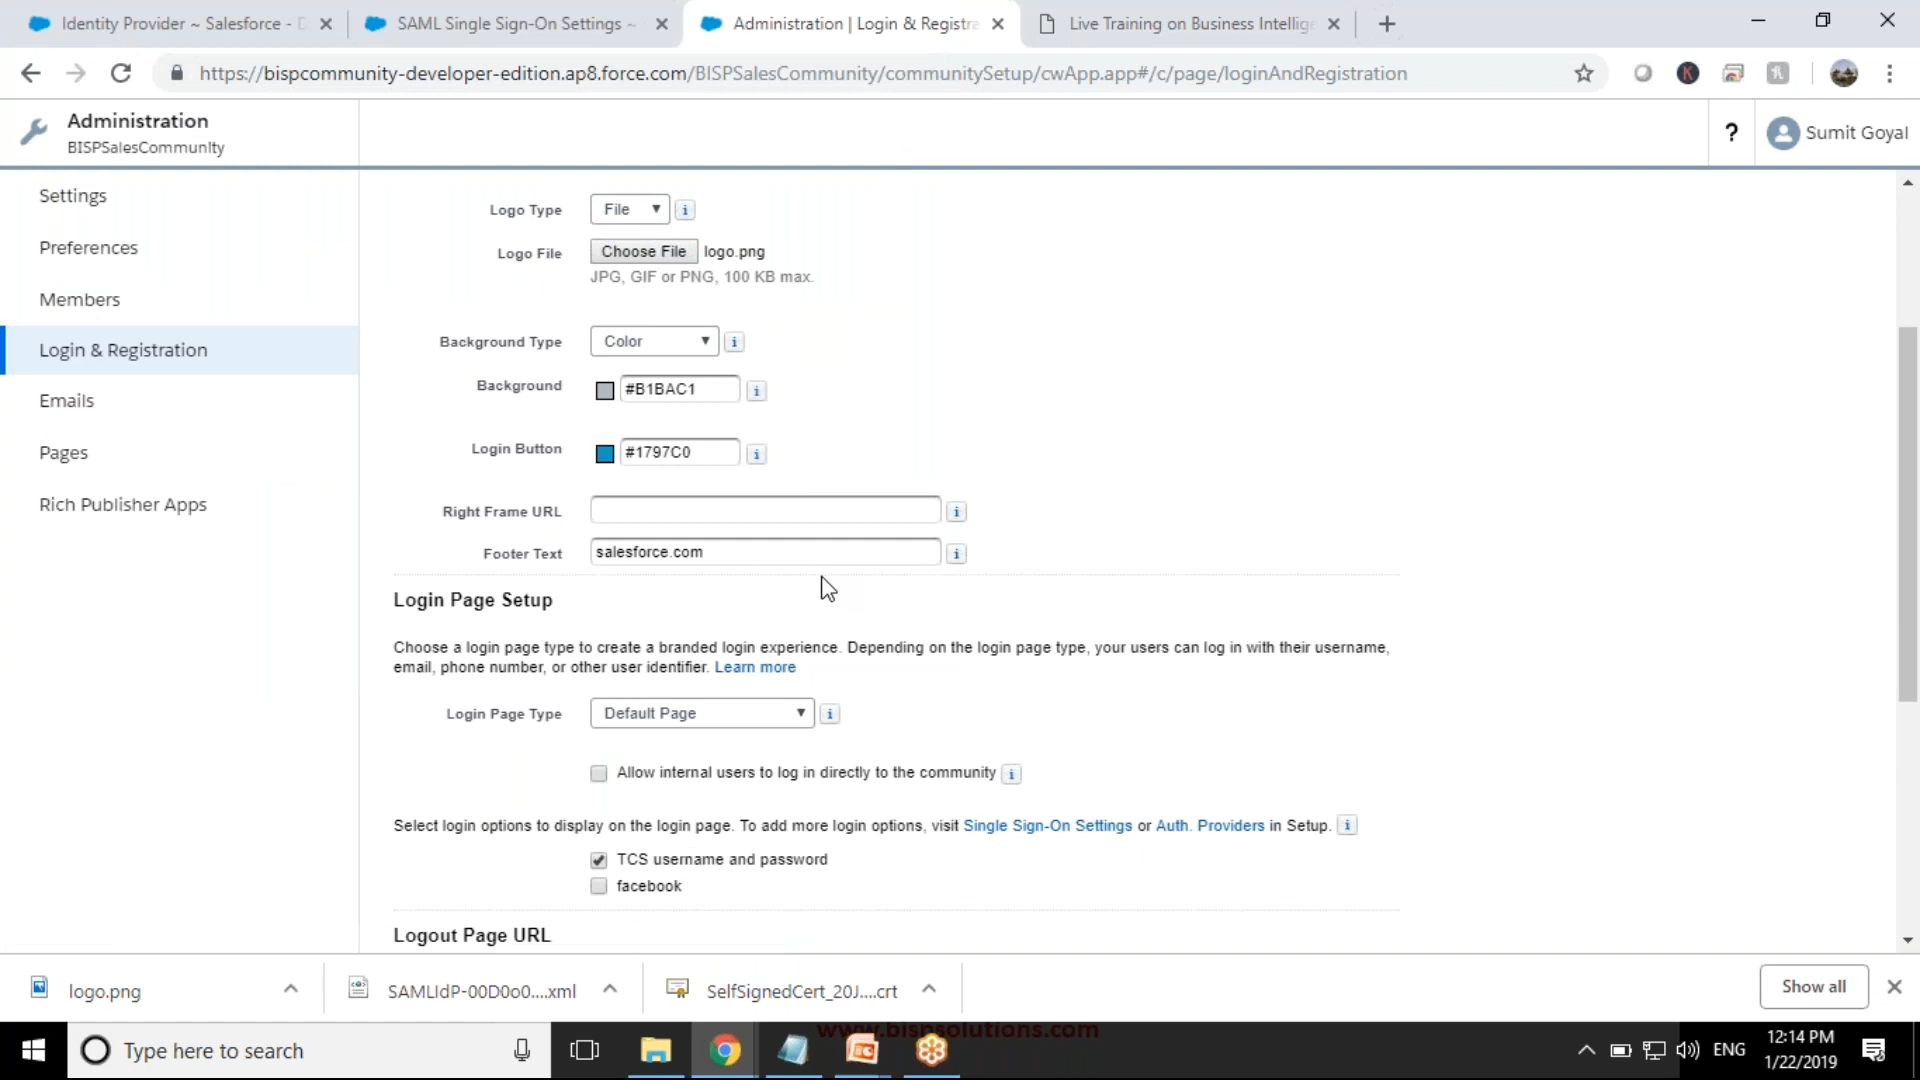 Identity Provider ~ Salesforce - D
SAML Single Sign-On Settings ~
Administration | Login & Registra
Live Training on Business Intellig
https://bispcommunity-developer-edition.ap8.force.com/BISPSalesCommunity/communitySetup/cwApp.app#/c/page/loginAndRegistration
Administration
BISPSalesCommunity
?
Sumit Goyal
Settings
Preferences
Members
Login & Registration
Emails
Pages
Rich Publisher Apps
Logo Type File
Logo File Choose File logo.png
JPG, GIF or PNG, 100 KB max.
Background Type Color
Background #B1BAC1
Login Button #1797C0
Right Frame URL
Footer Text salesforce.com
Login Page Setup
Choose a login page type to create a branded login experience. Depending on the login page type, your users can log in with their username,
email, phone number, or other user identifier. Learn more
Login Page Type Default Page
Allow internal users to log in directly to the community
Select login options to display on the login page. To add more login options, visit Single Sign-On Settings or Auth. Providers in Setup.
TCS username and password
facebook
Logout Page URL
logo.png
SAMLIdP-00D0o0....xml
SelfSignedCert_20J....crt
Show all
www.bispsolutions.com
Type here to search
ENG
12:14 PM
1/22/2019